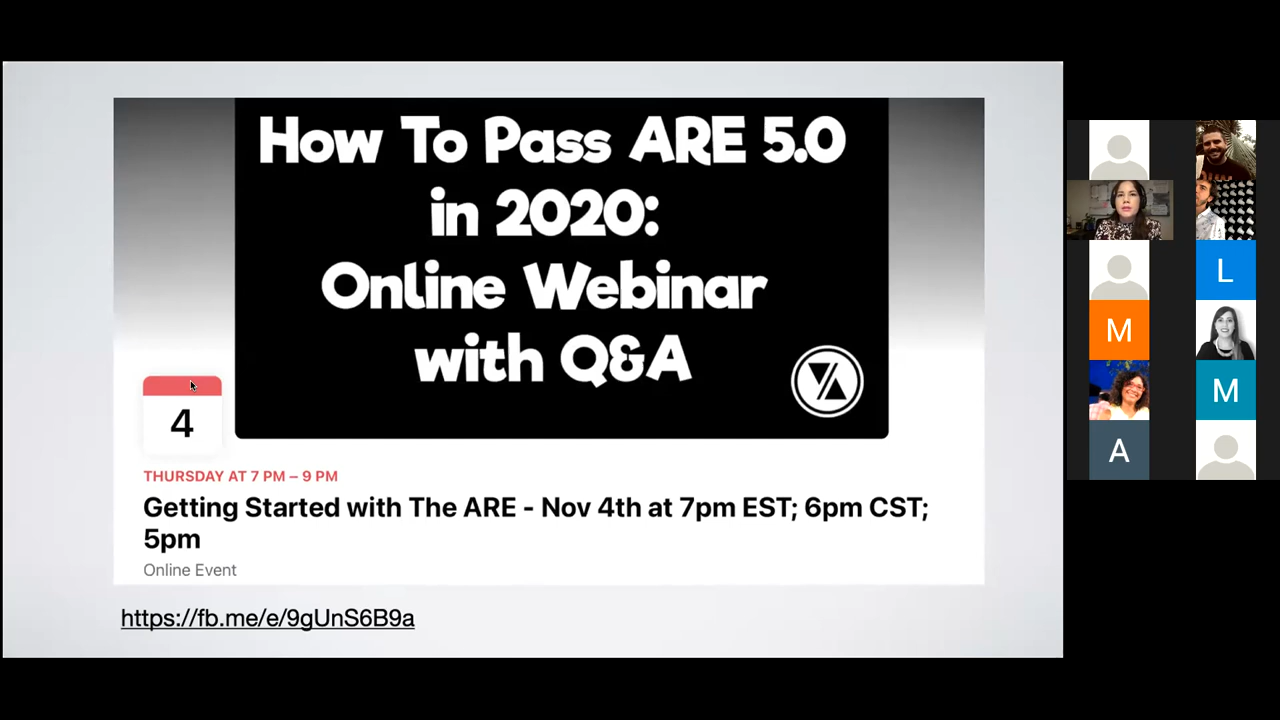 How To Pass ARE 5.0
in 2020:
Online Webinar
with Q&A
4
THURSDAY AT 7 PM – 9 PM
Getting Started with The ARE - Nov 4th at 7pm EST; 6pm CST;
5pm
Online Event
https://fb.me/e/9gUnS6B9a
L
M
M
A